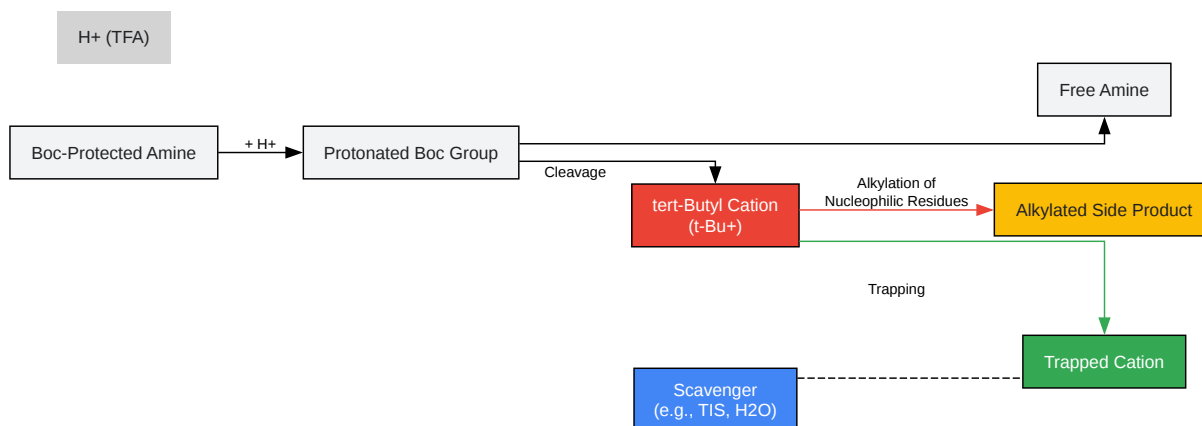 H+ (TFA)
Free Amine
Boc-Protected Amine
+ H+
Protonated Boc Group
Cleavage
tert-Butyl Cation
(t-Bu+)
Alkylation of
Nucleophilic Residues
Alkylated Side Product
Trapping
Trapped Cation
Scavenger
(e.g., TIS, H2O)